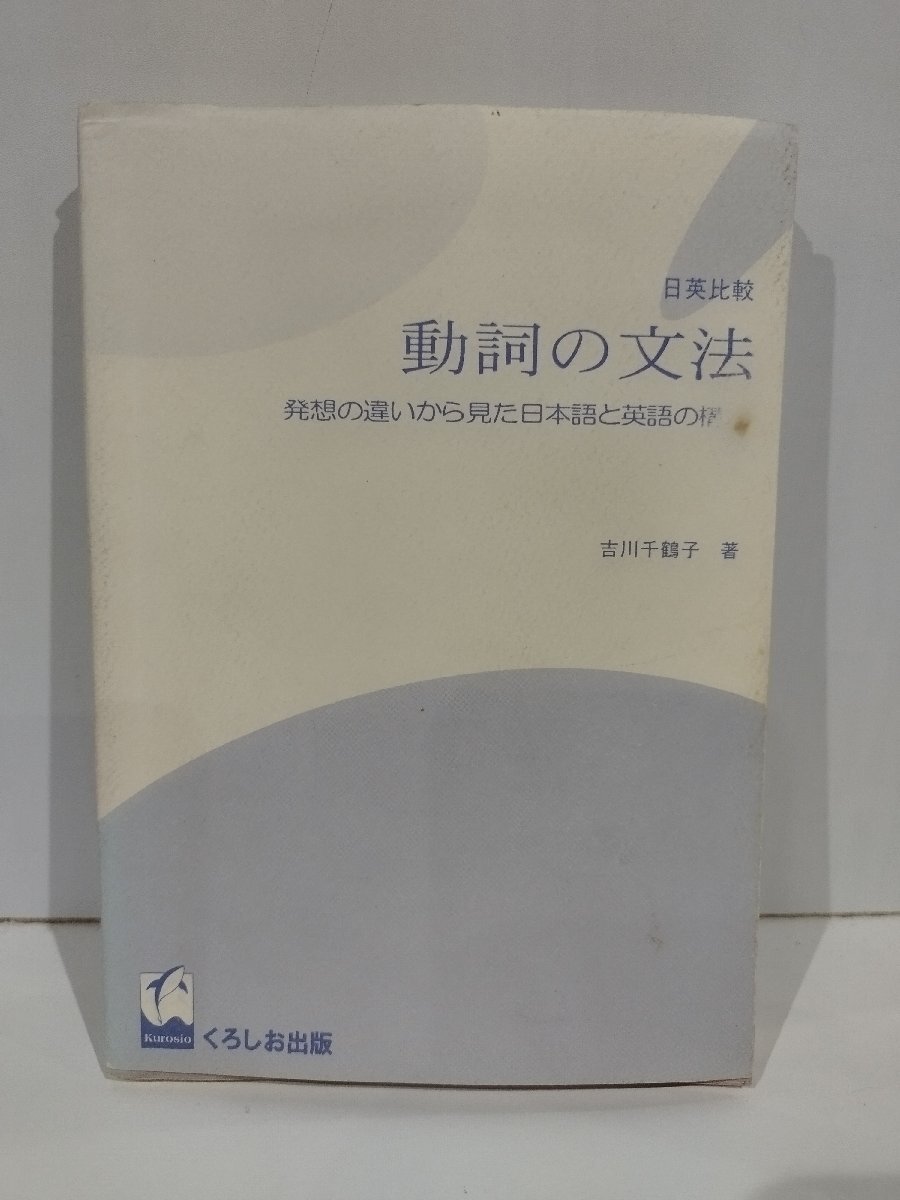 日英比較
動詞の文法
発想の違いから見た日本語と英語の
吉川千鶴子 著
Kurosio
くろしお出版